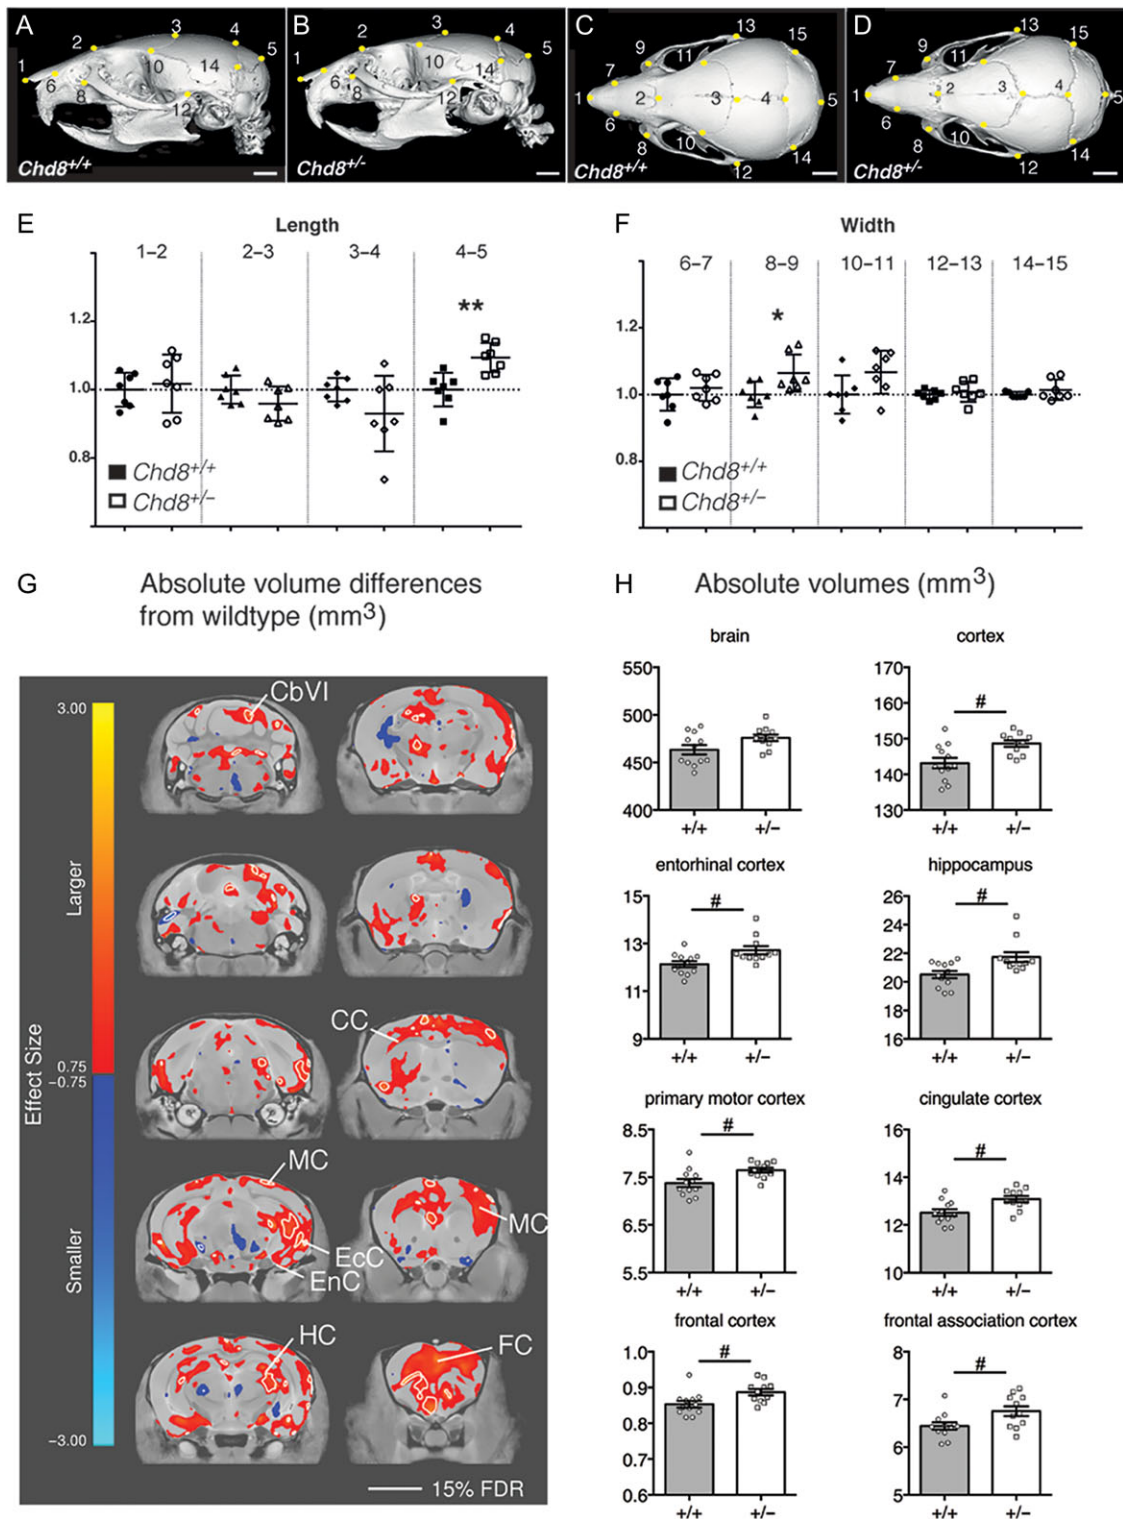 A
1
2
3
4
5
6
8
10
12
14
Chd8+/+
B
1
2
3
4
5
6
8
10
12
14
Chd8+/-
C
1
2
3
4
5
6
7
8
9
10
11
12
13
14
15
Chd8+/+
D
1
2
3
4
5
6
7
8
9
10
11
12
13
14
15
Chd8+/-
E
Length
1–2 2–3 3–4 4–5
**
1.2
1.0
0.8
Chd8+/+
Chd8+/–
F
Width
6–7 8–9 10–11 12–13 14–15
*
1.2
1.0
0.8
Chd8+/+
Chd8+/–
G
Absolute volume differences
from wildtype (mm3)
3.00
Larger
0.75
–0.75
Effect Size
Smaller
–3.00
CbVI
CC
MC
MC
EcC
EnC
HC
FC
15% FDR
H
Absolute volumes (mm3)
brain
550
500
450
400
+/+ +/–
cortex
170
160
150
140
130
#
+/+ +/–
entorhinal cortex
15
13
11
9
#
+/+ +/–
hippocampus
26
24
22
20
18
16
#
+/+ +/–
primary motor cortex
8.5
7.5
6.5
5.5
#
+/+ +/–
cingulate cortex
16
14
12
10
#
+/+ +/–
frontal cortex
1.0
0.9
0.8
0.7
0.6
#
+/+ +/–
frontal association cortex
8
7
6
5
#
+/+ +/–